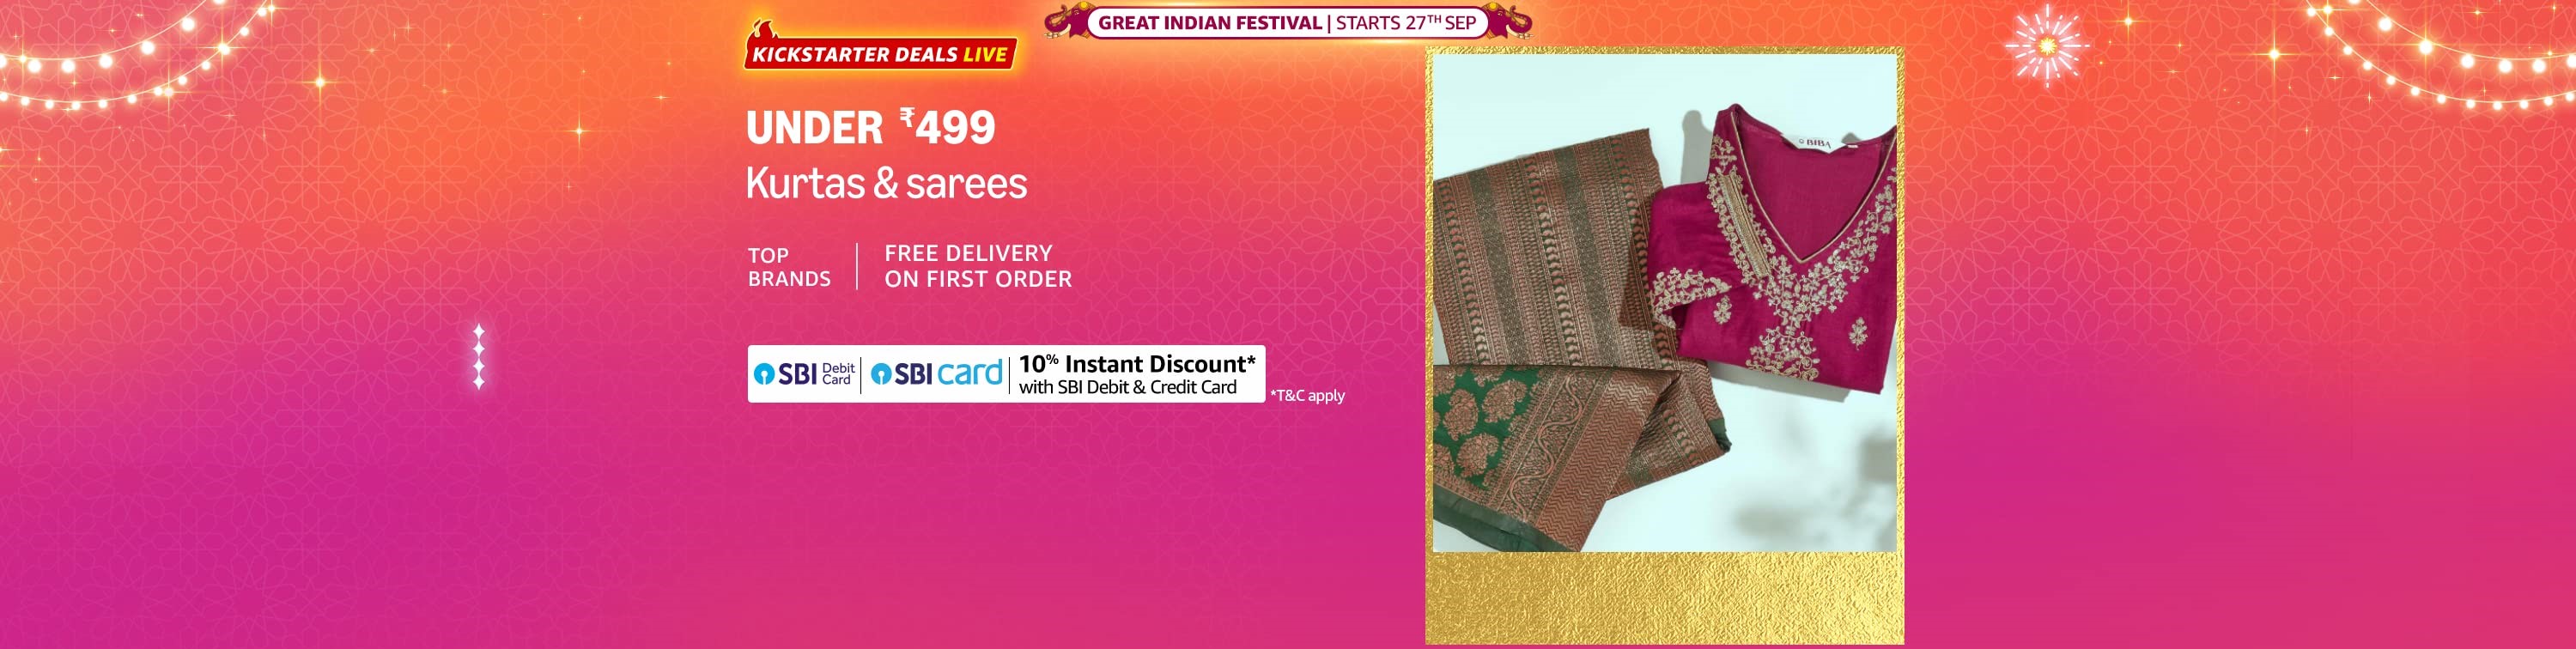 GREAT INDIAN FESTIVAL | STARTS 27TH SEP
KICKSTARTER DEALS LIVE
UNDER ₹499
Kurtas & sarees
TOP
BRANDS
FREE DELIVERY
ON FIRST ORDER
SBI Debit Card
SBI card
10% Instant Discount*
with SBI Debit & Credit Card
*T&C apply
BIBA